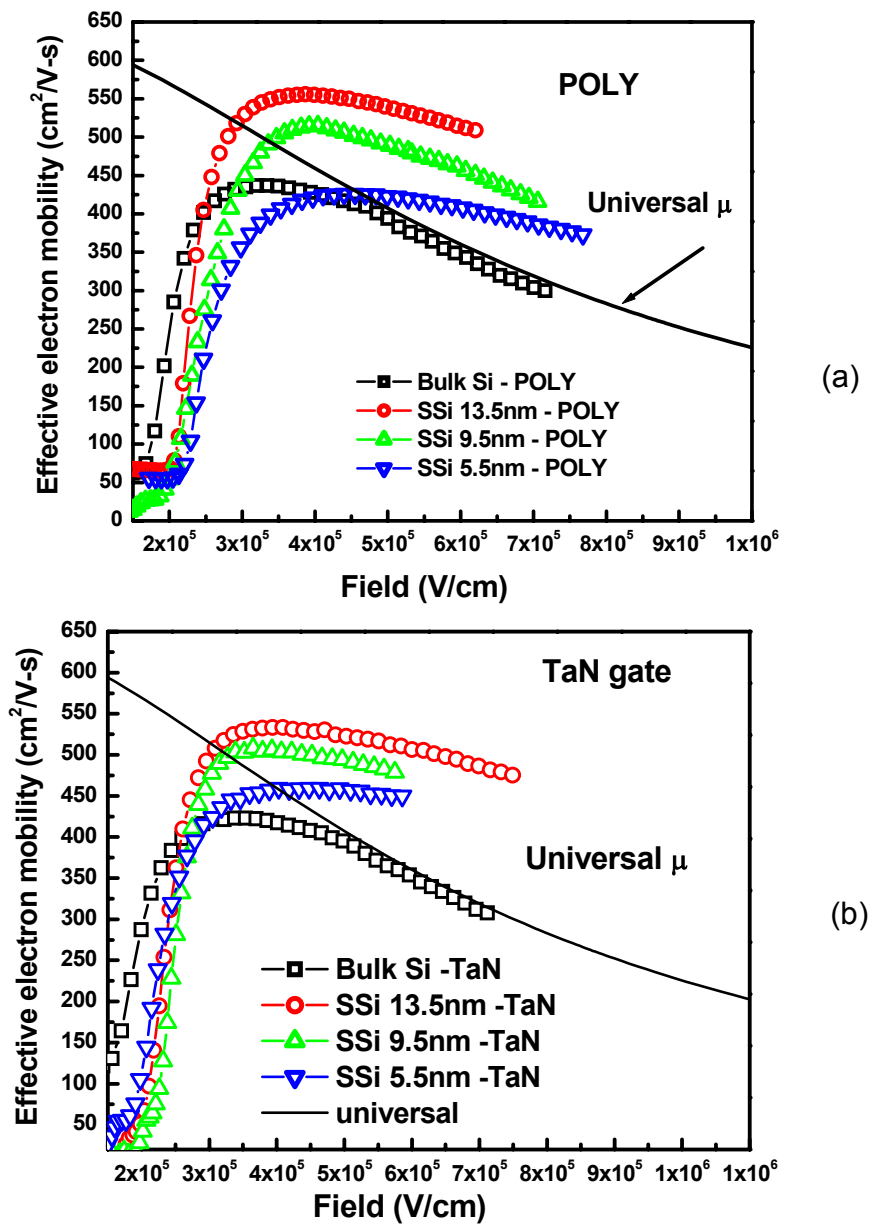 650
600
550
500
450
400
350
300
250
200
150
100
50
0
Effective electron mobility (cm²/V-s)
POLY
Universal μ
Bulk Si - POLY
SSi 13.5nm - POLY
SSi 9.5nm - POLY
SSi 5.5nm - POLY
(a)
2x10⁵ 3x10⁵ 4x10⁵ 5x10⁵ 6x10⁵ 7x10⁵ 8x10⁵ 9x10⁵ 1x10⁶
Field (V/cm)
650
600
550
500
450
400
350
300
250
200
150
100
50
Effective electron mobility (cm²/V-s)
TaN gate
Universal μ
Bulk Si -TaN
SSi 13.5nm -TaN
SSi 9.5nm -TaN
SSi 5.5nm -TaN
universal
(b)
2x10⁵ 3x10⁵ 4x10⁵ 5x10⁵ 6x10⁵ 7x10⁵ 8x10⁵ 9x10⁵ 1x10⁶ 1x10⁶
Field (V/cm)